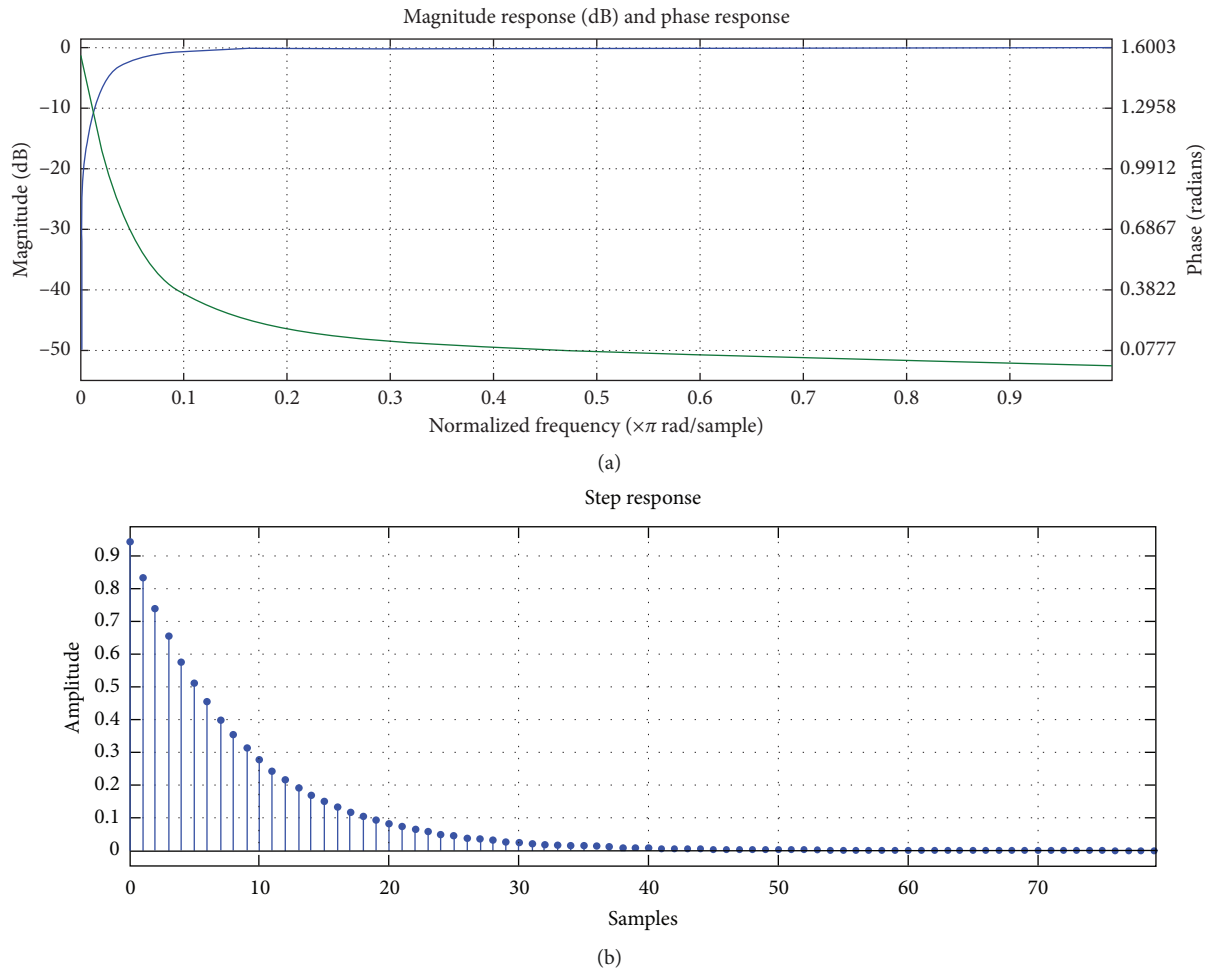 Magnitude response (dB) and phase response
Magnitude (dB)
0
−10
−20
−30
−40
−50
1.6003
1.2958
0.9912
0.6867
0.3822
0.0777
Phase (radians)
0 0.1 0.2 0.3 0.4 0.5 0.6 0.7 0.8 0.9
Normalized frequency (×π rad/sample)
(a)
Step response
Amplitude
0.9
0.8
0.7
0.6
0.5
0.4
0.3
0.2
0.1
0
0 10 20 30 40 50 60 70
Samples
(b)